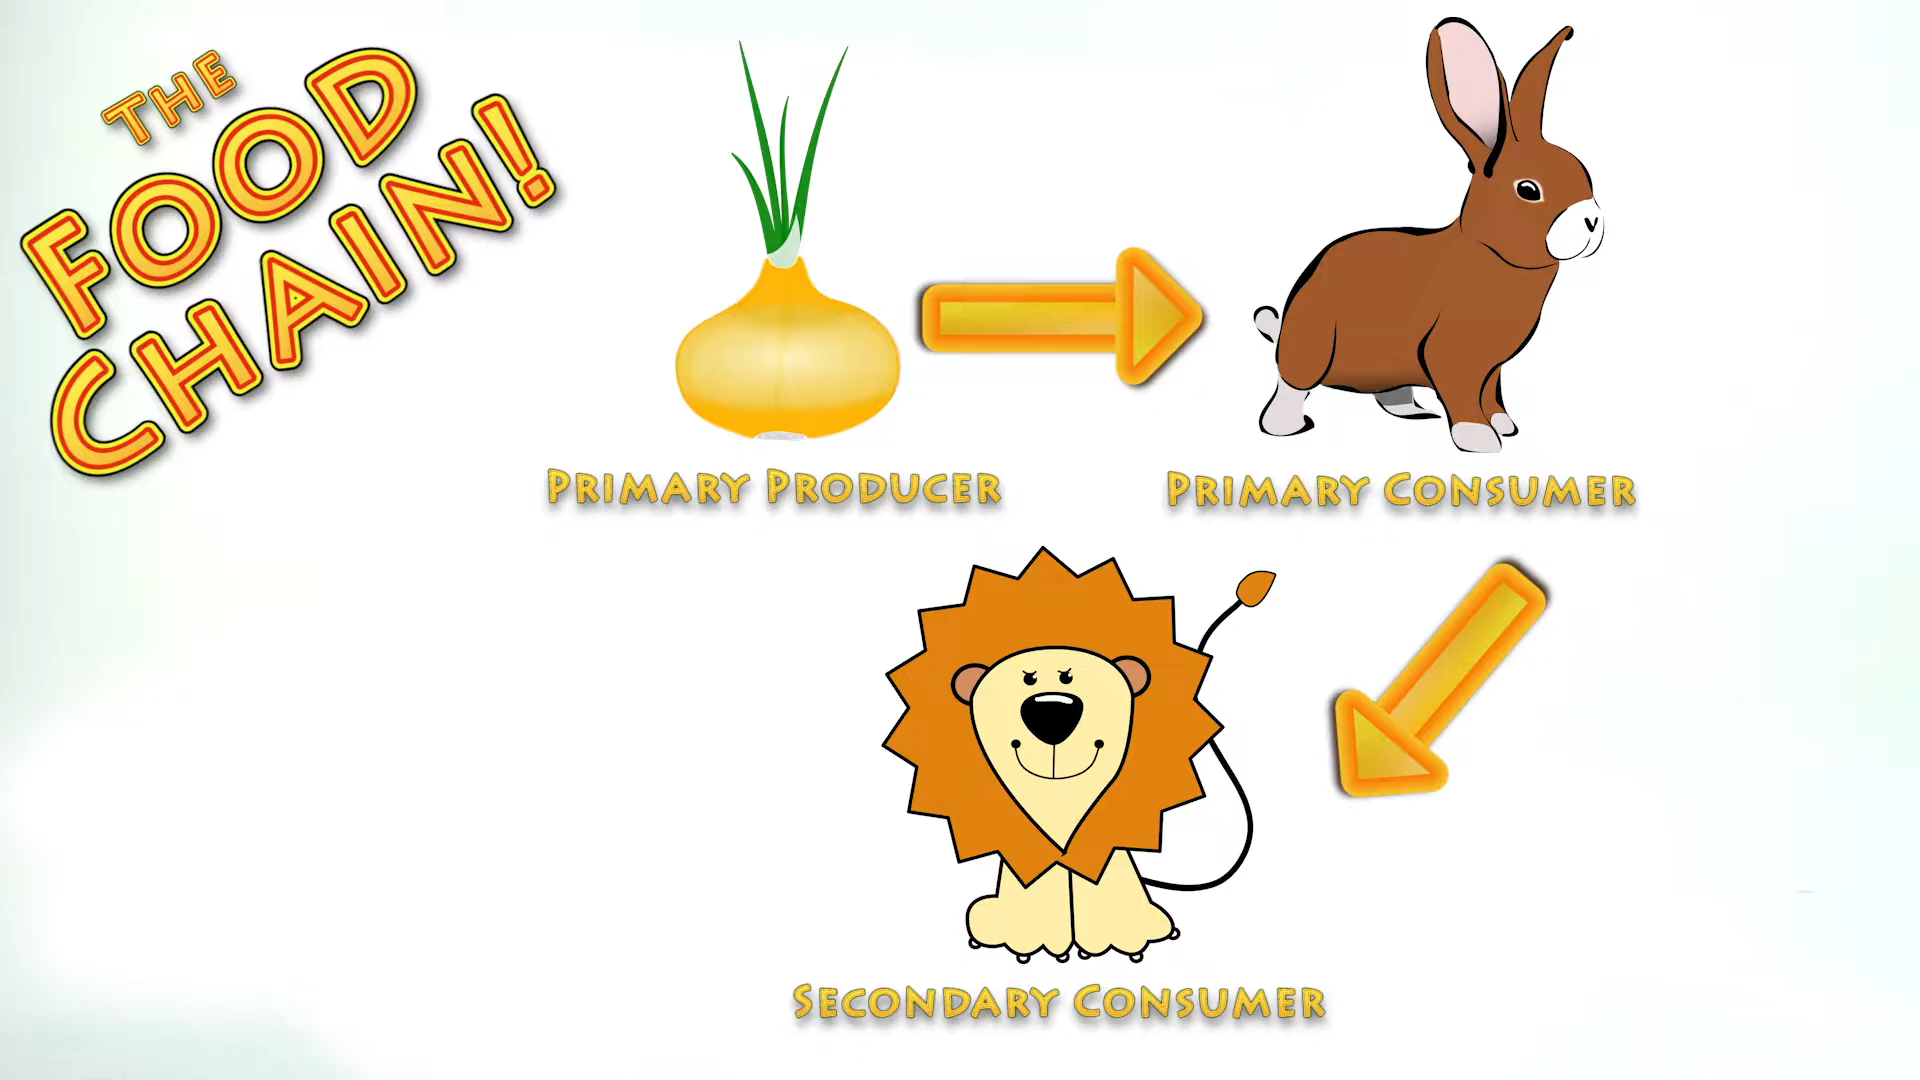 THE
FOOD
CHAIN!
PRIMARY PRODUCER
PRIMARY CONSUMER
SECONDARY CONSUMER